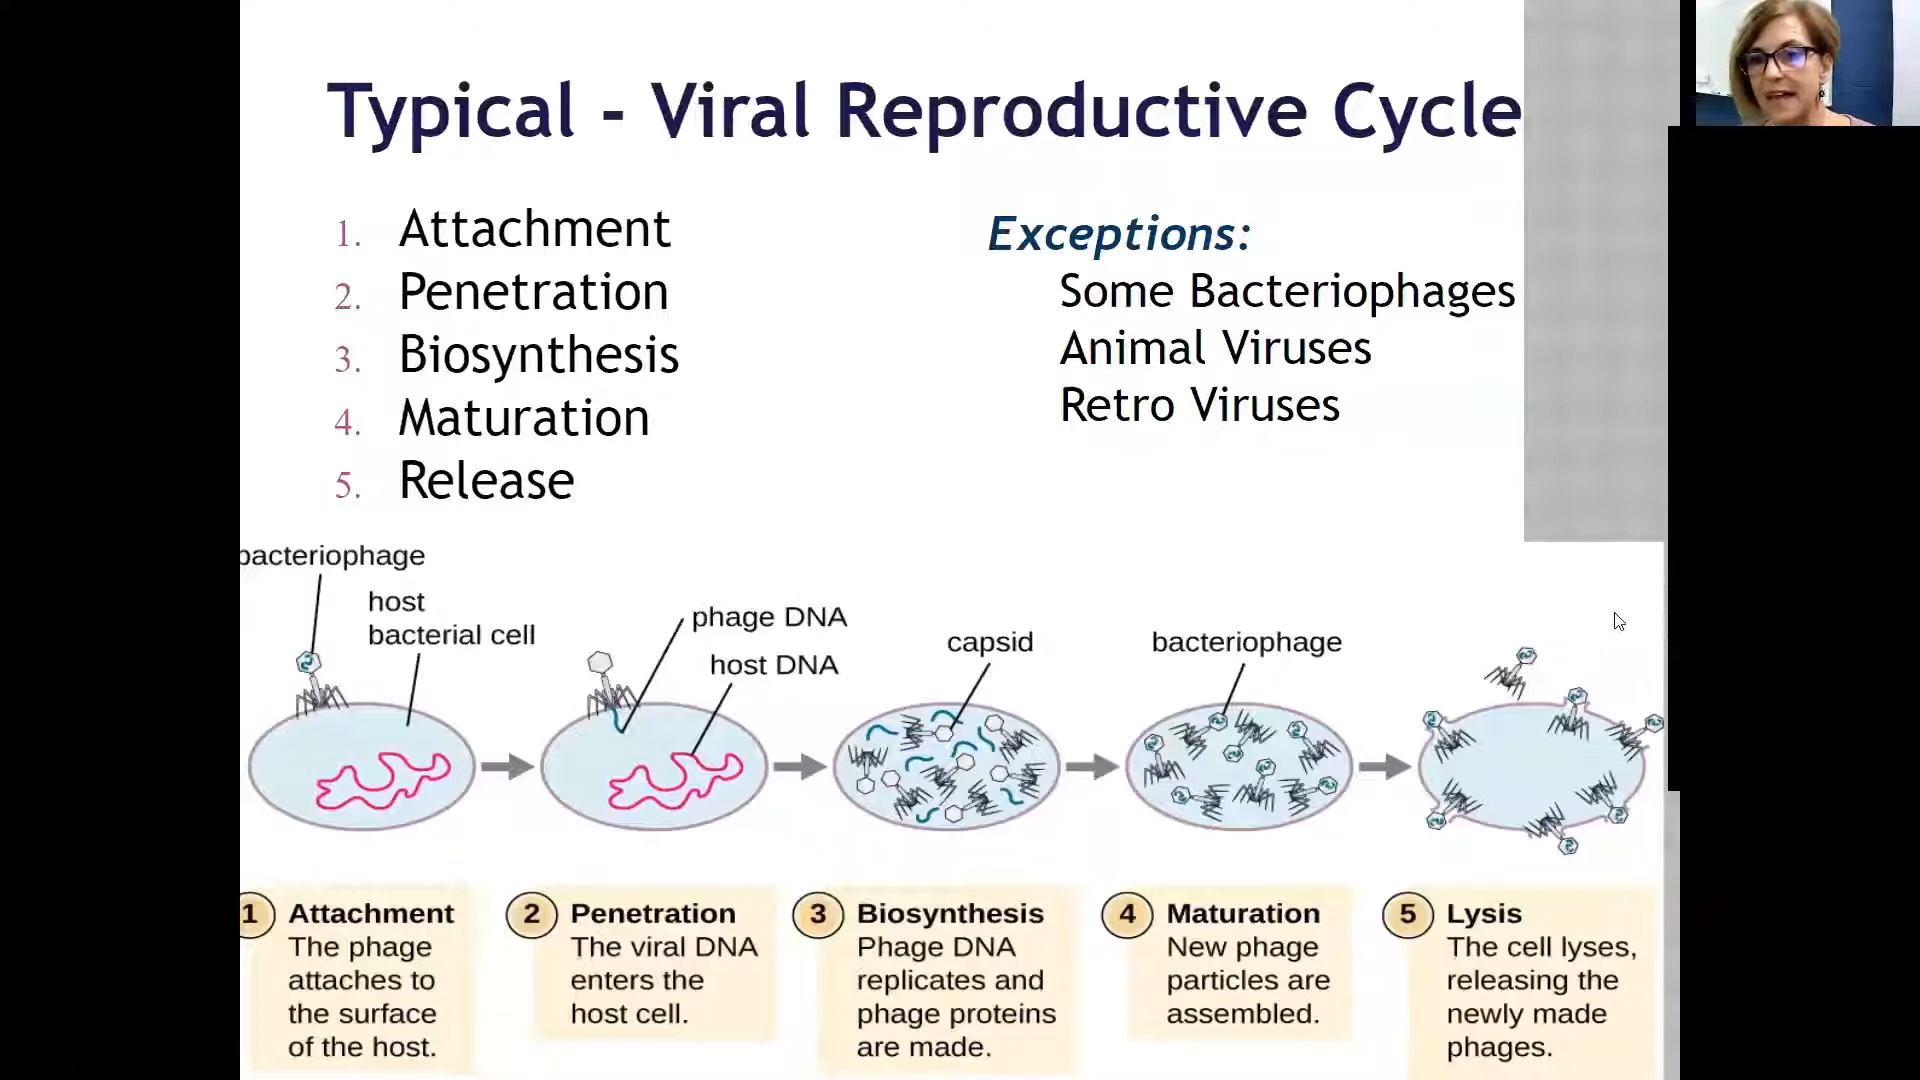 Typical - Viral Reproductive Cycle
1. Attachment
2. Penetration
3. Biosynthesis
4. Maturation
5. Release
Exceptions:
Some Bacteriophages
Animal Viruses
Retro Viruses
bacteriophage
host
bacterial cell
phage DNA
host DNA
capsid
bacteriophage
1 Attachment
The phage
attaches to
the surface
of the host.
2 Penetration
The viral DNA
enters the
host cell.
3 Biosynthesis
Phage DNA
replicates and
phage proteins
are made.
4 Maturation
New phage
particles are
assembled.
5 Lysis
The cell lyses,
releasing the
newly made
phages.